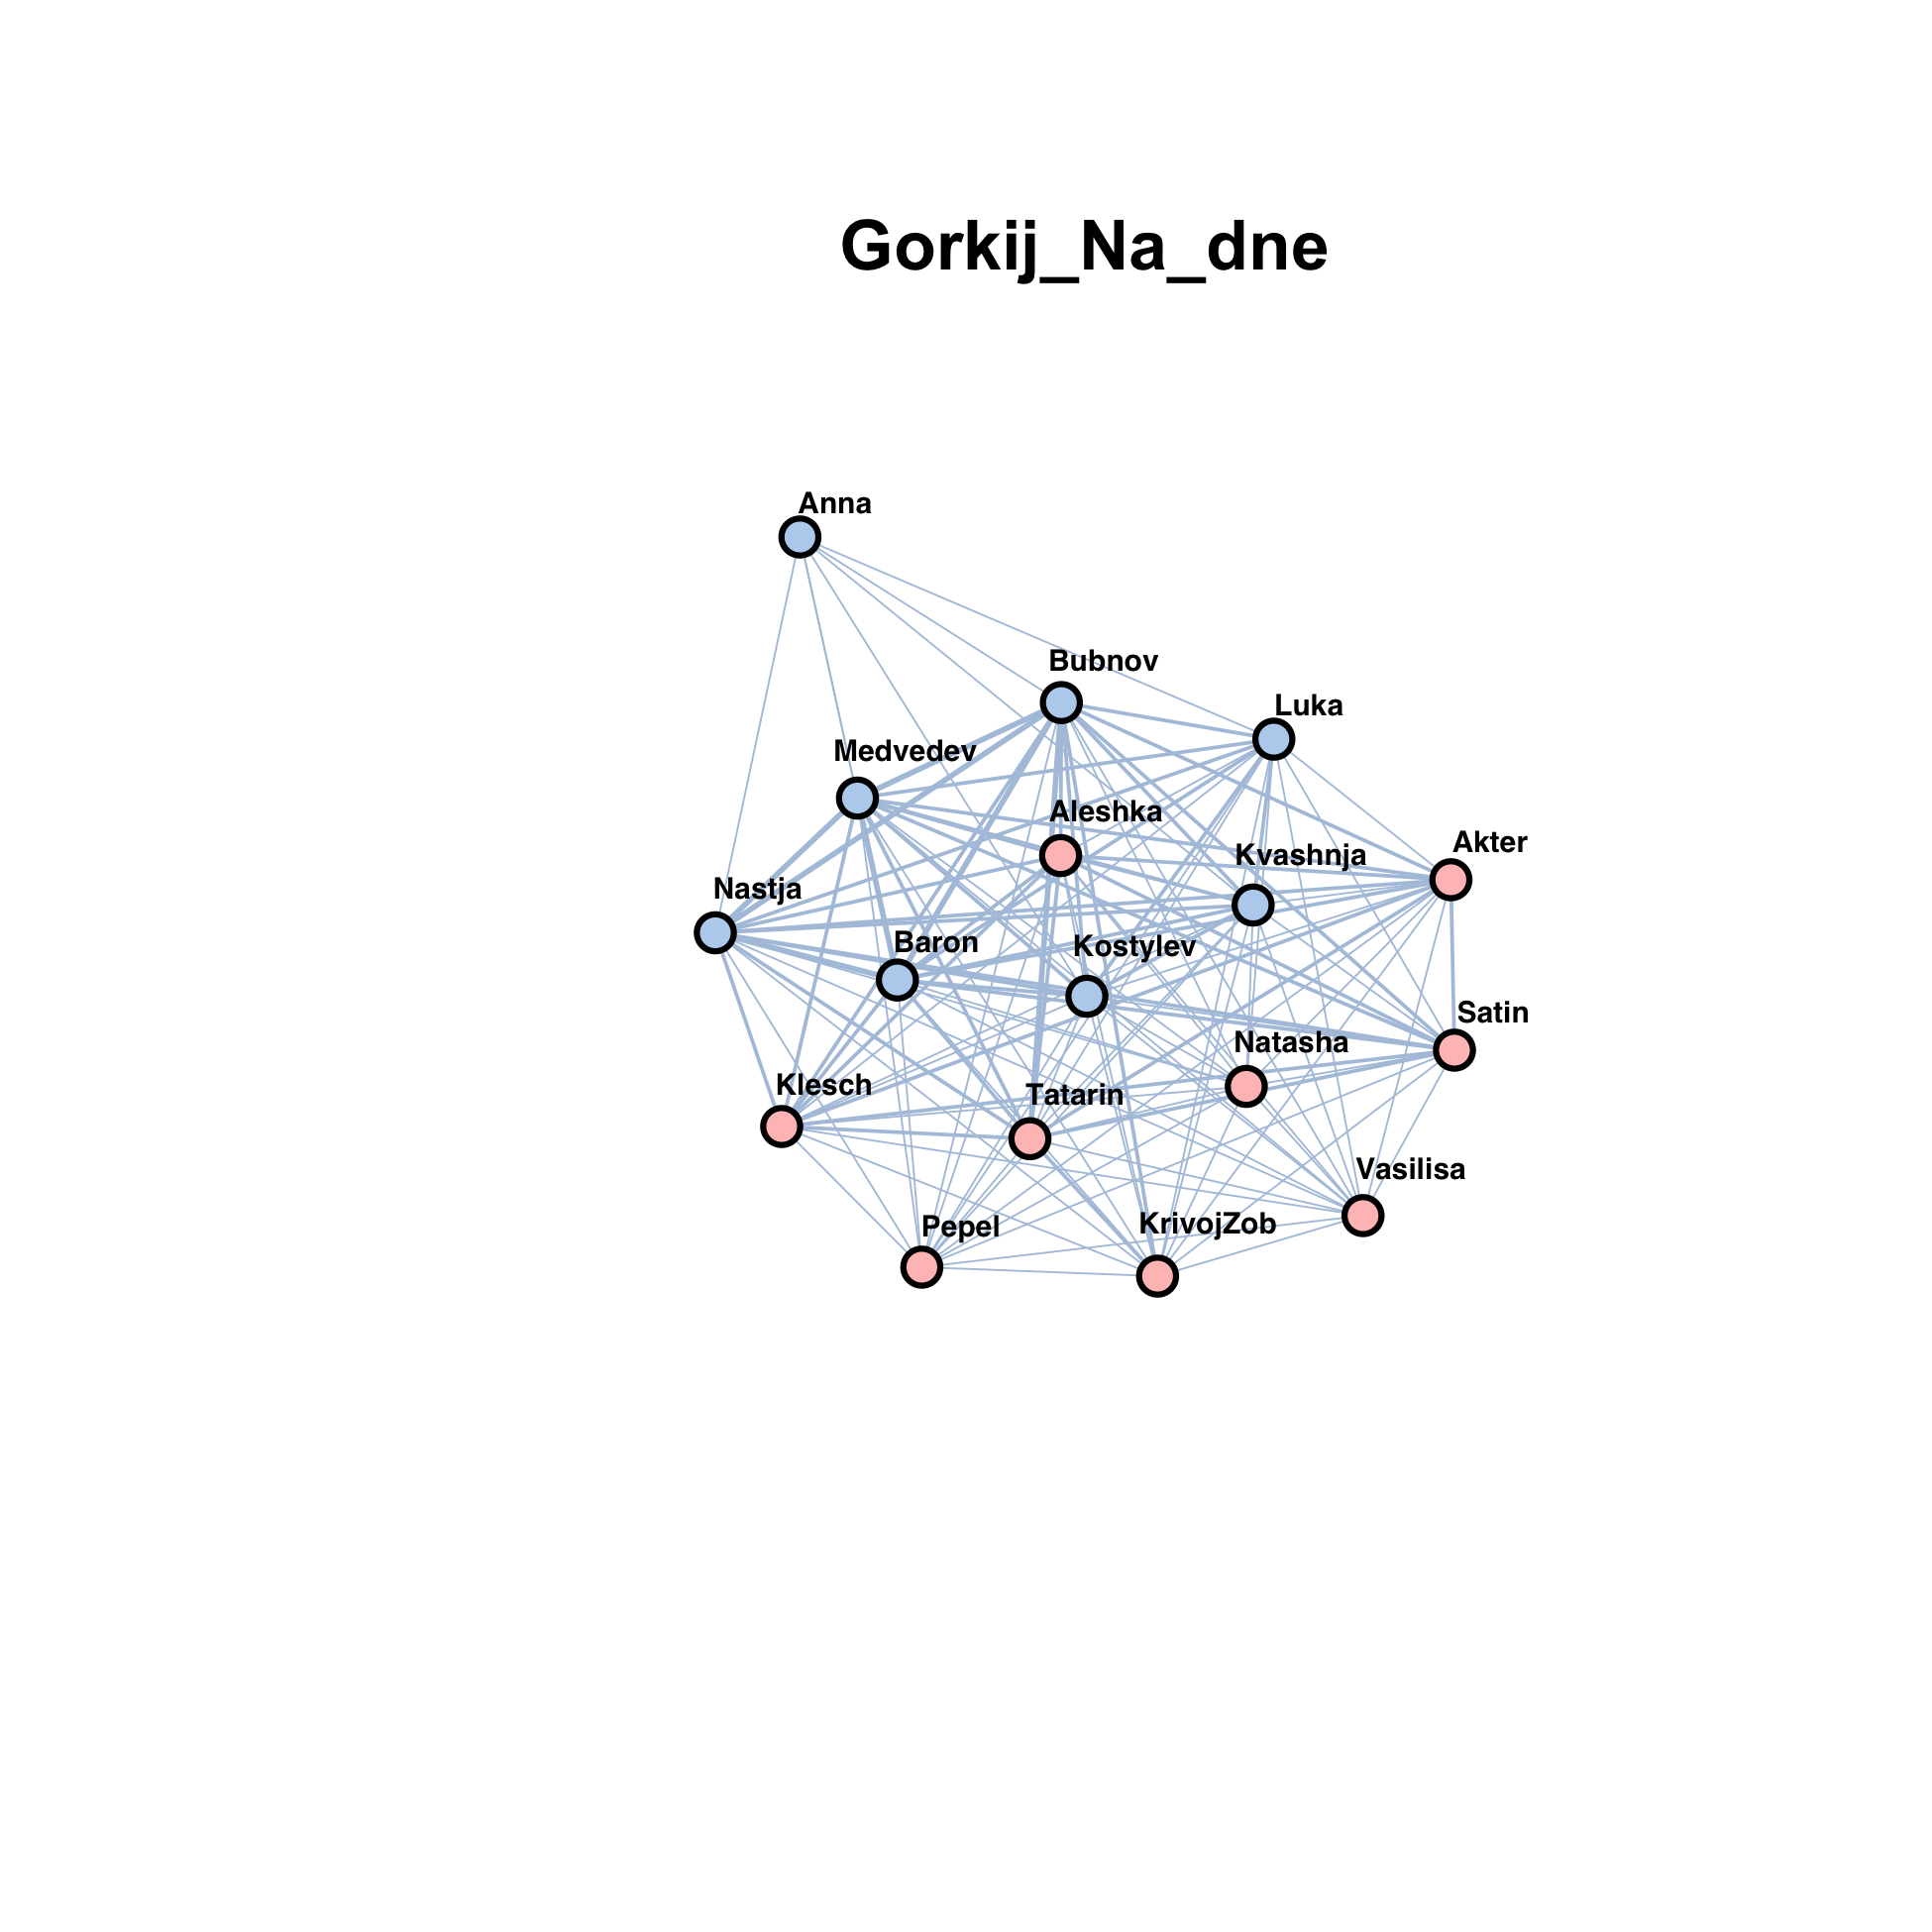 Gorkij_Na_dne
Anna
Bubnov
Luka
Medvedev
Aleshka
Akter
Kvashnja
Nastja
Baron
Kostylev
Satin
Natasha
Klesch
Tatarin
Vasilisa
Pepel
KrivojZob